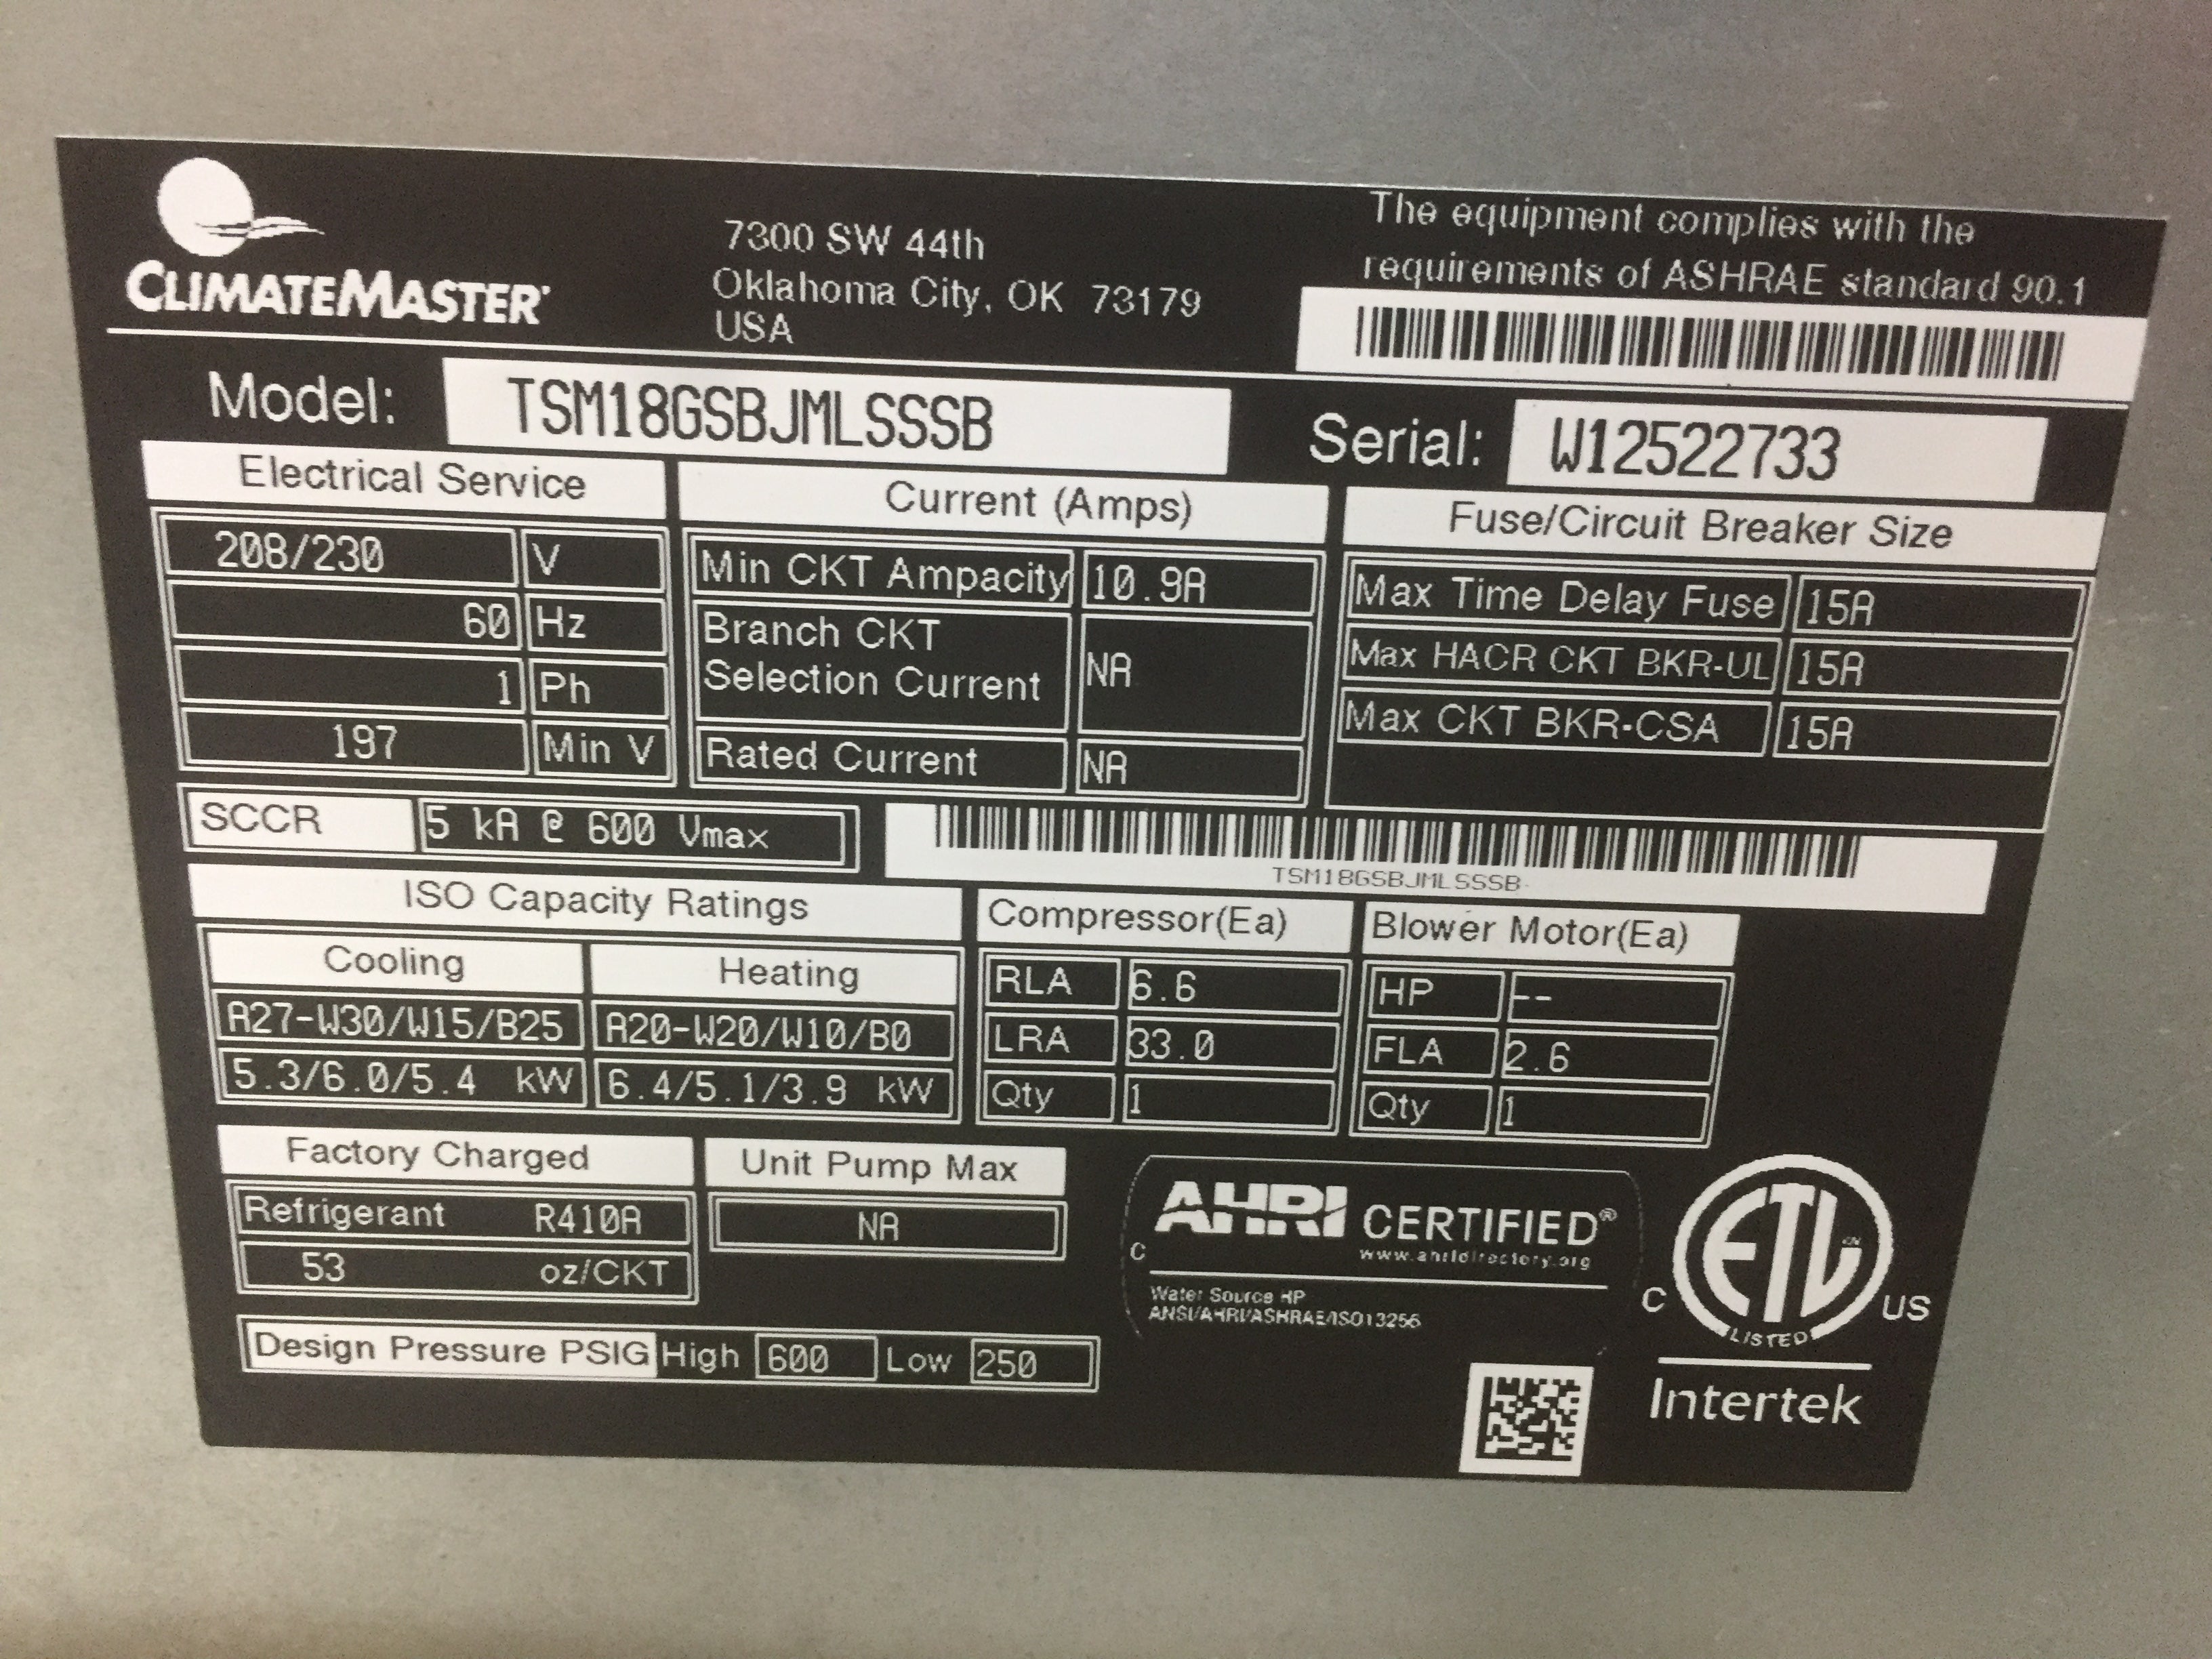 CLIMATEMASTER
7300 SW 44th
Oklahoma City, OK 73179
USA
The equipment complies with the
requirements of ASHRAE standard 90.1
Model: TSM18GSBJMLSSSB
Serial: W12522733
Electrical Service
208/230 V
60 Hz
1 Ph
197 Min V
Current (Amps)
Min CKT Ampacity 10.9A
Branch CKT
Selection Current NA
Rated Current NA
Fuse/Circuit Breaker Size
Max Time Delay Fuse 15A
Max HACR CKT BKR-UL 15A
Max CKT BKR-CSA 15A
SCCR 5 kA @ 600 Vmax
TSM18GSBJMLSSSB
ISO Capacity Ratings
Cooling Heating
A27-W30/W15/B25 A20-W20/W10/B0
5.3/6.0/5.4 kW 6.4/5.1/3.9 kW
Compressor(Ea)
RLA 6.6
LRA 33.0
Qty 1
Blower Motor(Ea)
HP --
FLA 2.6
Qty 1
Factory Charged
Refrigerant R410A
53 oz/CKT
Unit Pump Max
NA
Design Pressure PSIG High 600 Low 250
C AHRI CERTIFIED®
www.ahridirectory.org
Water Source HP
ANSI/AHRI/ASHRAE/ISO13256
C ETL US
LISTED
Intertek